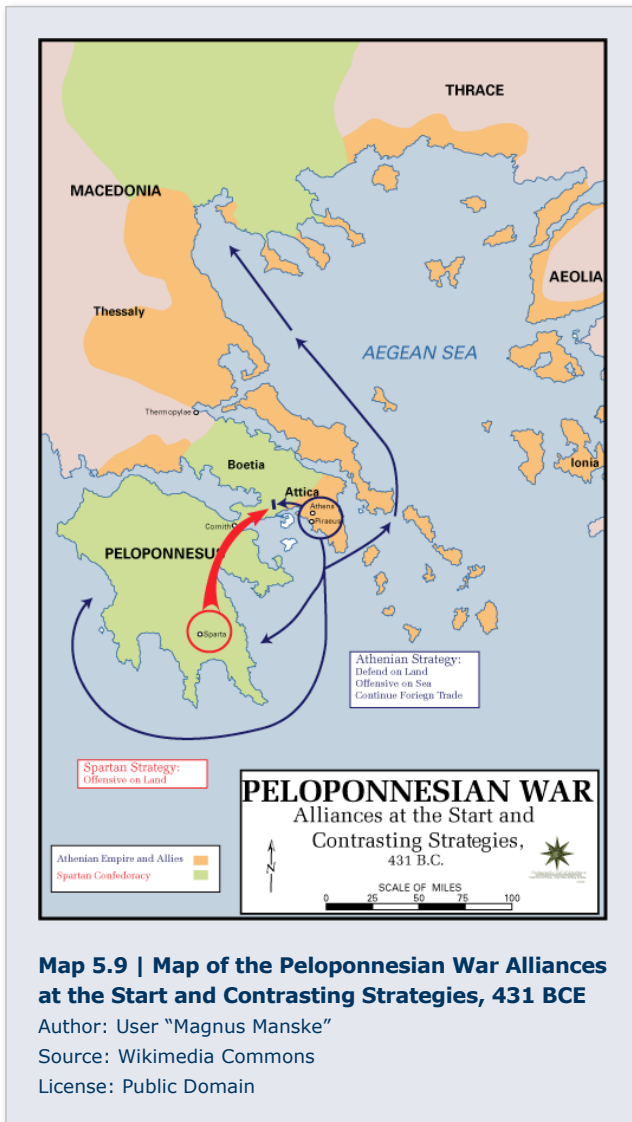 THRACE
MACEDONIA
AEOLIA
Thessaly
AEGEAN SEA
Thermopylae
Boetia
Ionia
Attica
Athens
Piraeus
Cornith
PELOPONNESUS
Sparta
Athenian Strategy:
Defend on Land
Offensive on Sea
Continue Foriegn Trade
Spartan Strategy:
Offensive on Land
PELOPONNESIAN WAR
Alliances at the Start and
Contrasting Strategies,
431 B.C.
N
SCALE OF MILES
0 25 50 75 100
Athenian Empire and Allies
Spartan Confederacy
Map 5.9 | Map of the Peloponnesian War Alliances
at the Start and Contrasting Strategies, 431 BCE
Author: User “Magnus Manske”
Source: Wikimedia Commons
License: Public Domain